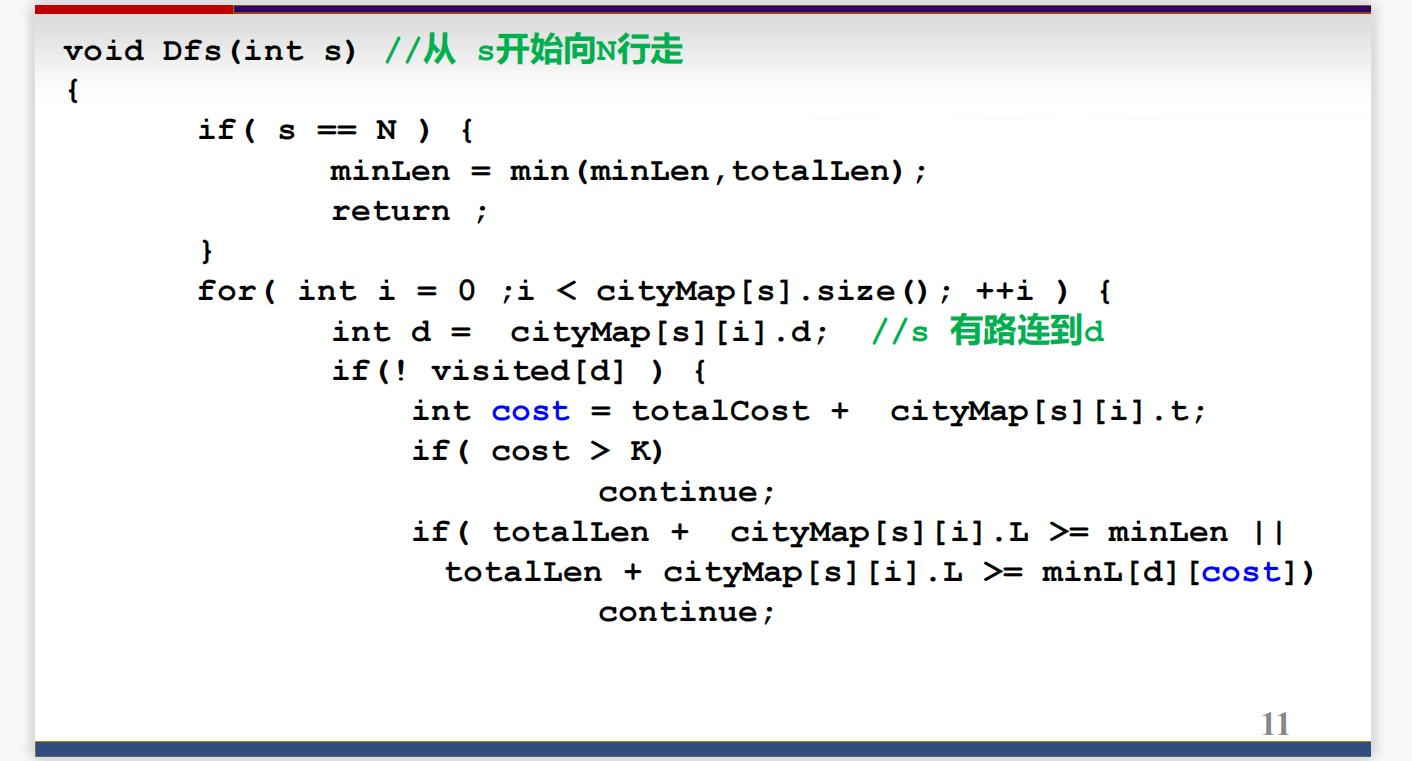 void Dfs(int s) //从 s开始向N行走
{
if( s == N ) {
minLen = min(minLen,totalLen);
return ;
}
for( int i = 0 ;i < cityMap[s].size(); ++i ) {
int d = cityMap[s][i].d; //s 有路连到d
if(! visited[d] ) {
int cost = totalCost + cityMap[s][i].t;
if( cost > K)
continue;
if( totalLen + cityMap[s][i].L >= minLen ||
totalLen + cityMap[s][i].L >= minL[d][cost])
continue;
11